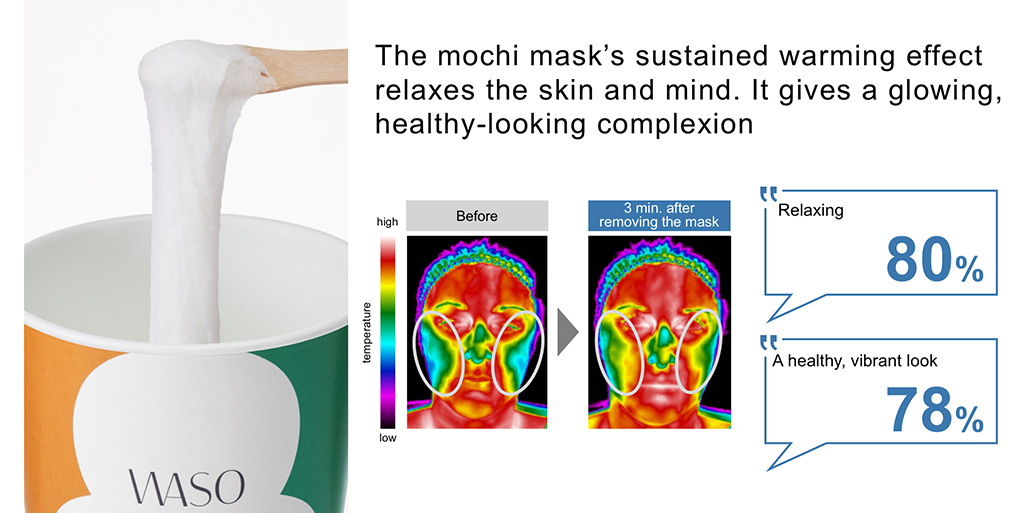 The mochi mask’s sustained warming effect
relaxes the skin and mind. It gives a glowing,
healthy-looking complexion
high
temperature
low
Before
3 min. after
removing the mask
Relaxing
80%
A healthy, vibrant look
78%
WASO